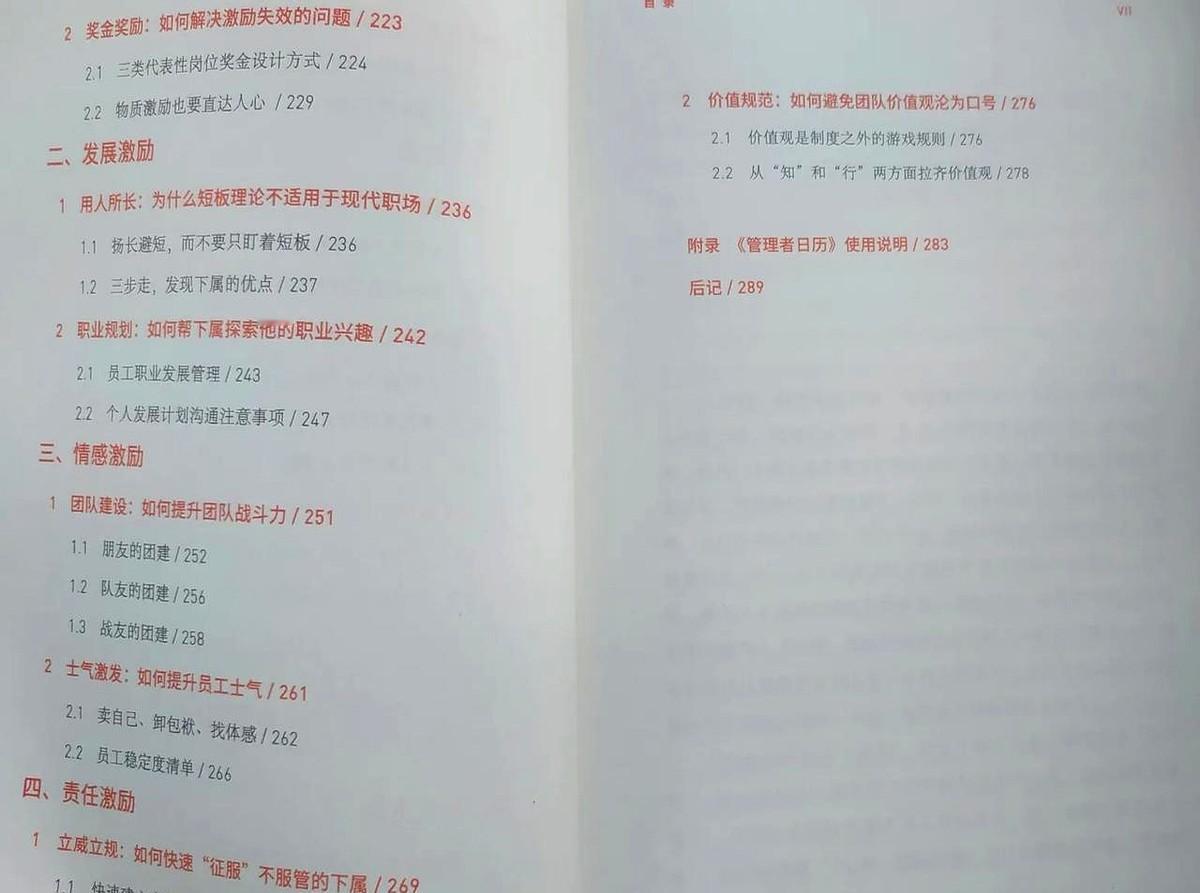 2 奖金奖励：如何解决激励失效的问题 / 223
2.1 三类代表性岗位奖金设计方式 / 224
2.2 物质激励也要直达人心 / 229
二、发展激励
1 用人所长：为什么短板理论不适用于现代职场 / 236
1.1 扬长避短，而不要只盯着短板 / 236
1.2 三步走，发现下属的优点 / 237
2 职业规划：如何帮下属探索他的职业兴趣 / 242
2.1 员工职业发展管理 / 243
2.2 个人发展计划沟通注意事项 / 247
三、情感激励
1 团队建设：如何提升团队战斗力 / 251
1.1 朋友的团建 / 252
1.2 队友的团建 / 256
1.3 战友的团建 / 258
2 士气激发：如何提升员工士气 / 261
2.1 卖自己、卸包袱、找体感 / 262
2.2 员工稳定度清单 / 266
四、责任激励
1 立威立规：如何快速“征服”不服管的下属 / 269
1.1 快速
目 录 VII
2 价值规范：如何避免团队价值观沦为口号 / 276
2.1 价值观是制度之外的游戏规则 / 276
2.2 从“知”和“行”两方面拉齐价值观 / 278
附录 《管理者日历》使用说明 / 283
后记 / 289